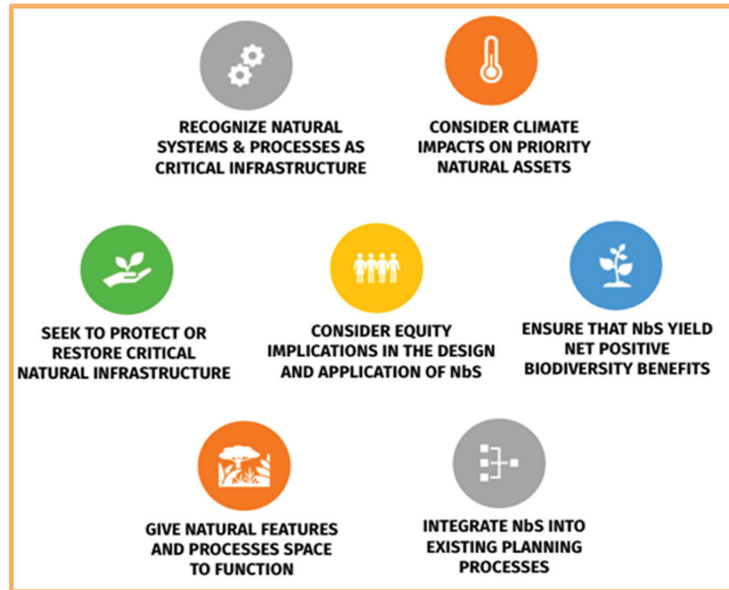 RECOGNIZE NATURAL
SYSTEMS & PROCESSES AS
CRITICAL INFRASTRUCTURE
CONSIDER CLIMATE
IMPACTS ON PRIORITY
NATURAL ASSETS
SEEK TO PROTECT OR
RESTORE CRITICAL
NATURAL INFRASTRUCTURE
CONSIDER EQUITY
IMPLICATIONS IN THE DESIGN
AND APPLICATION OF NbS
ENSURE THAT NbS YIELD
NET POSITIVE
BIODIVERSITY BENEFITS
GIVE NATURAL FEATURES
AND PROCESSES SPACE
TO FUNCTION
INTEGRATE NbS INTO
EXISTING PLANNING
PROCESSES